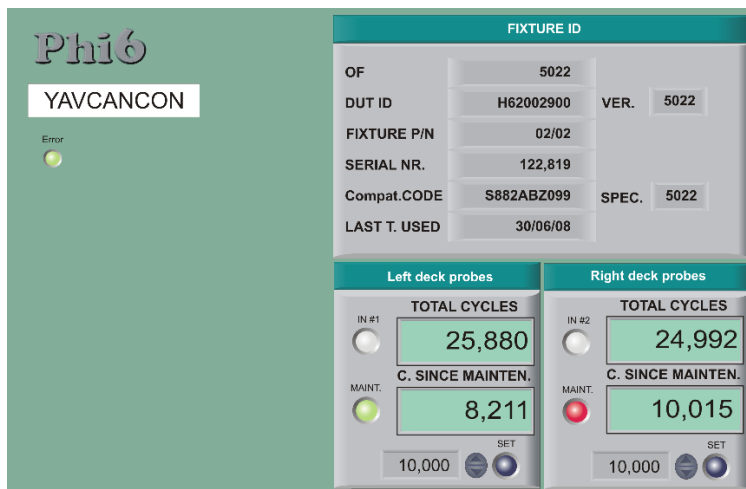 Phi6
YAVCANCON
Error
FIXTURE ID
OF 5022
DUT ID H62002900 VER. 5022
FIXTURE P/N 02/02
SERIAL NR. 122,819
Compat.CODE S882ABZ099 SPEC. 5022
LAST T. USED 30/06/08
Left deck probes
TOTAL CYCLES
IN #1
25,880
C. SINCE MAINTEN.
MAINT.
8,211
SET
10,000
Right deck probes
TOTAL CYCLES
IN #2
24,992
C. SINCE MAINTEN.
MAINT.
10,015
SET
10,000